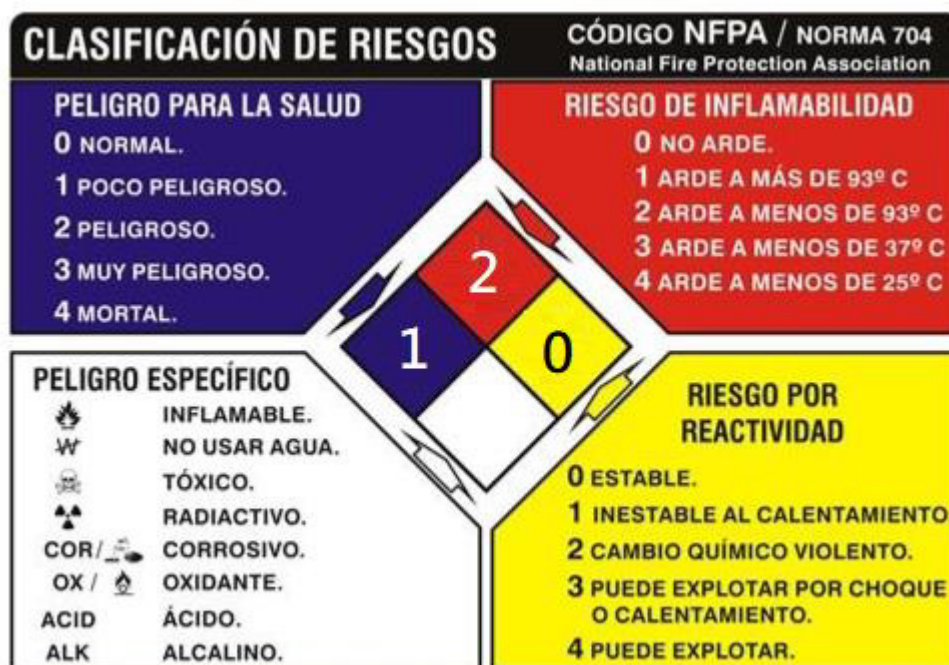 CLASIFICACIÓN DE RIESGOS
CÓDIGO NFPA / NORMA 704
National Fire Protection Association
PELIGRO PARA LA SALUD
0 NORMAL.
1 POCO PELIGROSO.
2 PELIGROSO.
3 MUY PELIGROSO.
4 MORTAL.
RIESGO DE INFLAMABILIDAD
0 NO ARDE.
1 ARDE A MÁS DE 93º C
2 ARDE A MENOS DE 93º C
3 ARDE A MENOS DE 37º C
4 ARDE A MENOS DE 25º C
2
1
0
PELIGRO ESPECÍFICO
INFLAMABLE.
W NO USAR AGUA.
TÓXICO.
RADIACTIVO.
COR/ CORROSIVO.
OX / OXIDANTE.
ACID ÁCIDO.
ALK ALCALINO.
RIESGO POR
REACTIVIDAD
0 ESTABLE.
1 INESTABLE AL CALENTAMIENTO
2 CAMBIO QUÍMICO VIOLENTO.
3 PUEDE EXPLOTAR POR CHOQUE
O CALENTAMIENTO.
4 PUEDE EXPLOTAR.